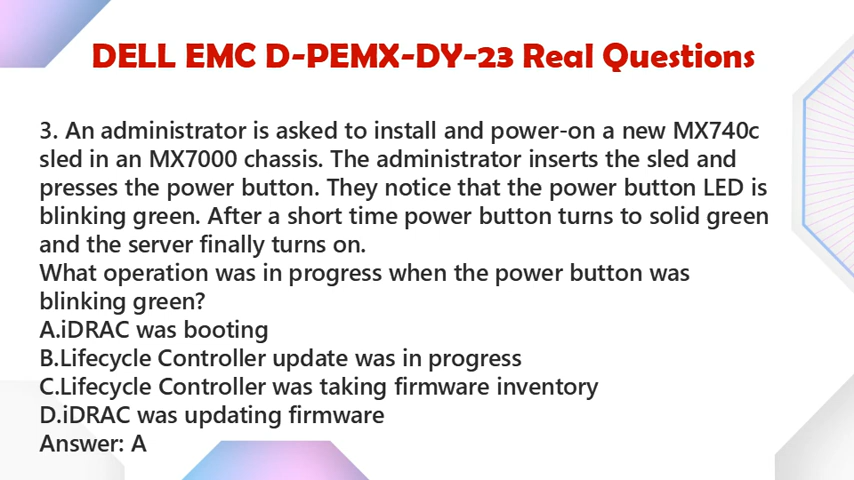 DELL EMC D-PEMX-DY-23 Real Questions
3. An administrator is asked to install and power-on a new MX740c
sled in an MX7000 chassis. The administrator inserts the sled and
presses the power button. They notice that the power button LED is
blinking green. After a short time power button turns to solid green
and the server finally turns on.
What operation was in progress when the power button was
blinking green?
A.iDRAC was booting
B.Lifecycle Controller update was in progress
C.Lifecycle Controller was taking firmware inventory
D.iDRAC was updating firmware
Answer: A